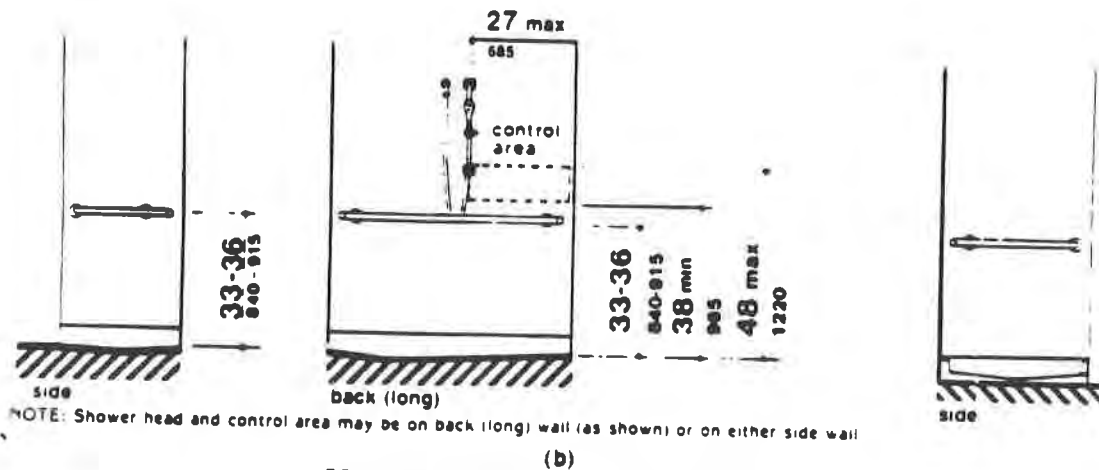 27 max
685
control
area
33-36
840-915
33-36
840-915
38 min
965
48 max
1220
side
back (long)
side
NOTE: Shower head and control area may be on back (long) wall (as shown) or on either side wall
(b)